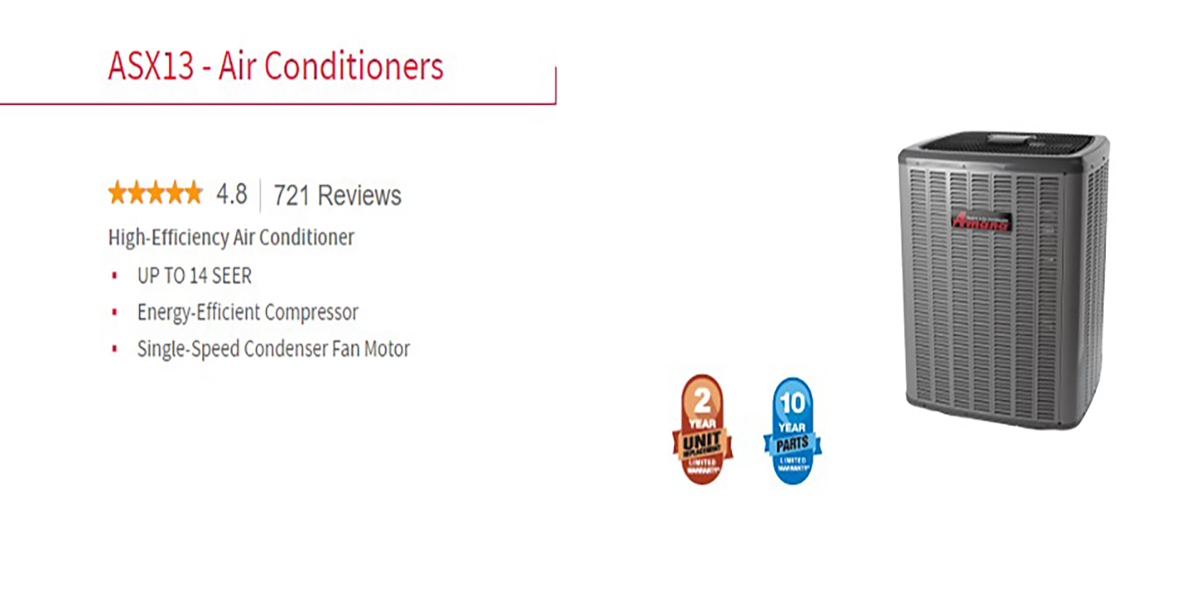 ASX13 - Air Conditioners
4.8
721 Reviews
High-Efficiency Air Conditioner
UP TO 14 SEER
Energy-Efficient Compressor
Single-Speed Condenser Fan Motor
Amana
2
YEAR
UNIT
REPLACEMENT
LIMITED
WARRANTY*
10
YEAR
PARTS
LIMITED
WARRANTY*